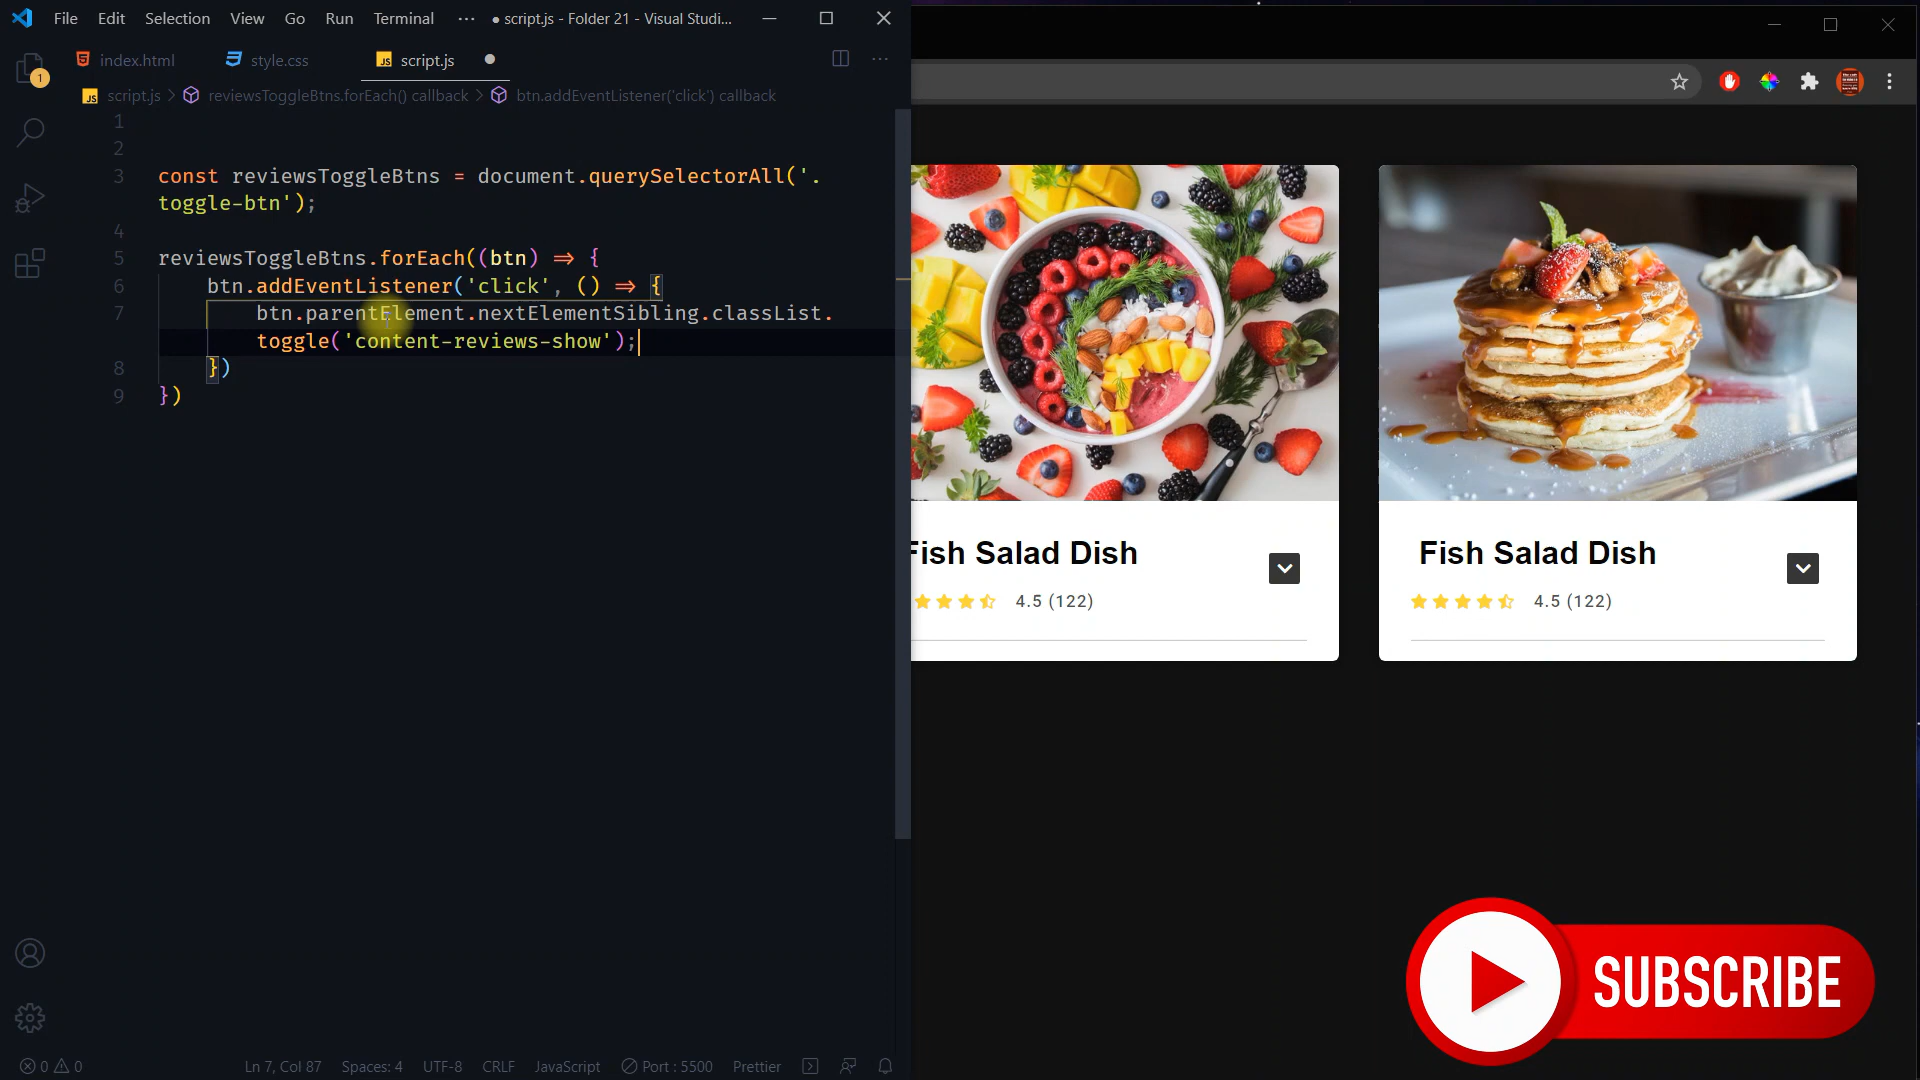 File Edit Selection View Go Run Terminal ··· ● script.js - Folder 21 - Visual Studi...
index.html style.css JS script.js ●
1
JS script.js > reviewsToggleBtns.forEach() callback > btn.addEventListener('click') callback
1
2
3 const reviewsToggleBtns = document.querySelectorAll('.
toggle-btn');
4
5 reviewsToggleBtns.forEach((btn) => {
6 btn.addEventListener('click', () => {
7 btn.parentElement.nextElementSibling.classList.
toggle('content-reviews-show');
8 })
9 })
Fish Salad Dish
4.5 (122)
Fish Salad Dish
4.5 (122)
SUBSCRIBE
0 0 Ln 7, Col 87 Spaces: 4 UTF-8 CRLF JavaScript Port : 5500 Prettier